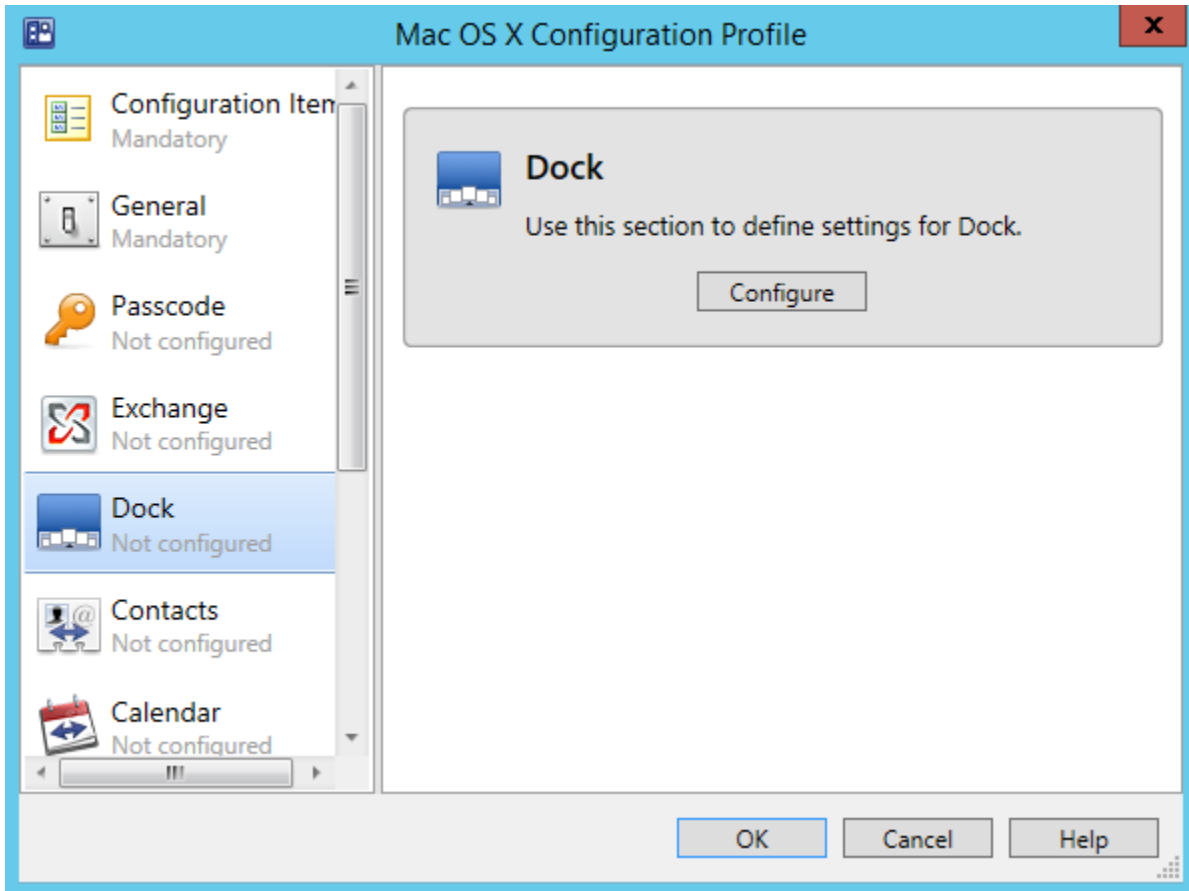 Mac OS X Configuration Profile
x
Configuration Item
Mandatory
General
Mandatory
Passcode
Not configured
Exchange
Not configured
Dock
Not configured
Contacts
Not configured
Calendar
Not configured
Dock
Use this section to define settings for Dock.
Configure
OK
Cancel
Help